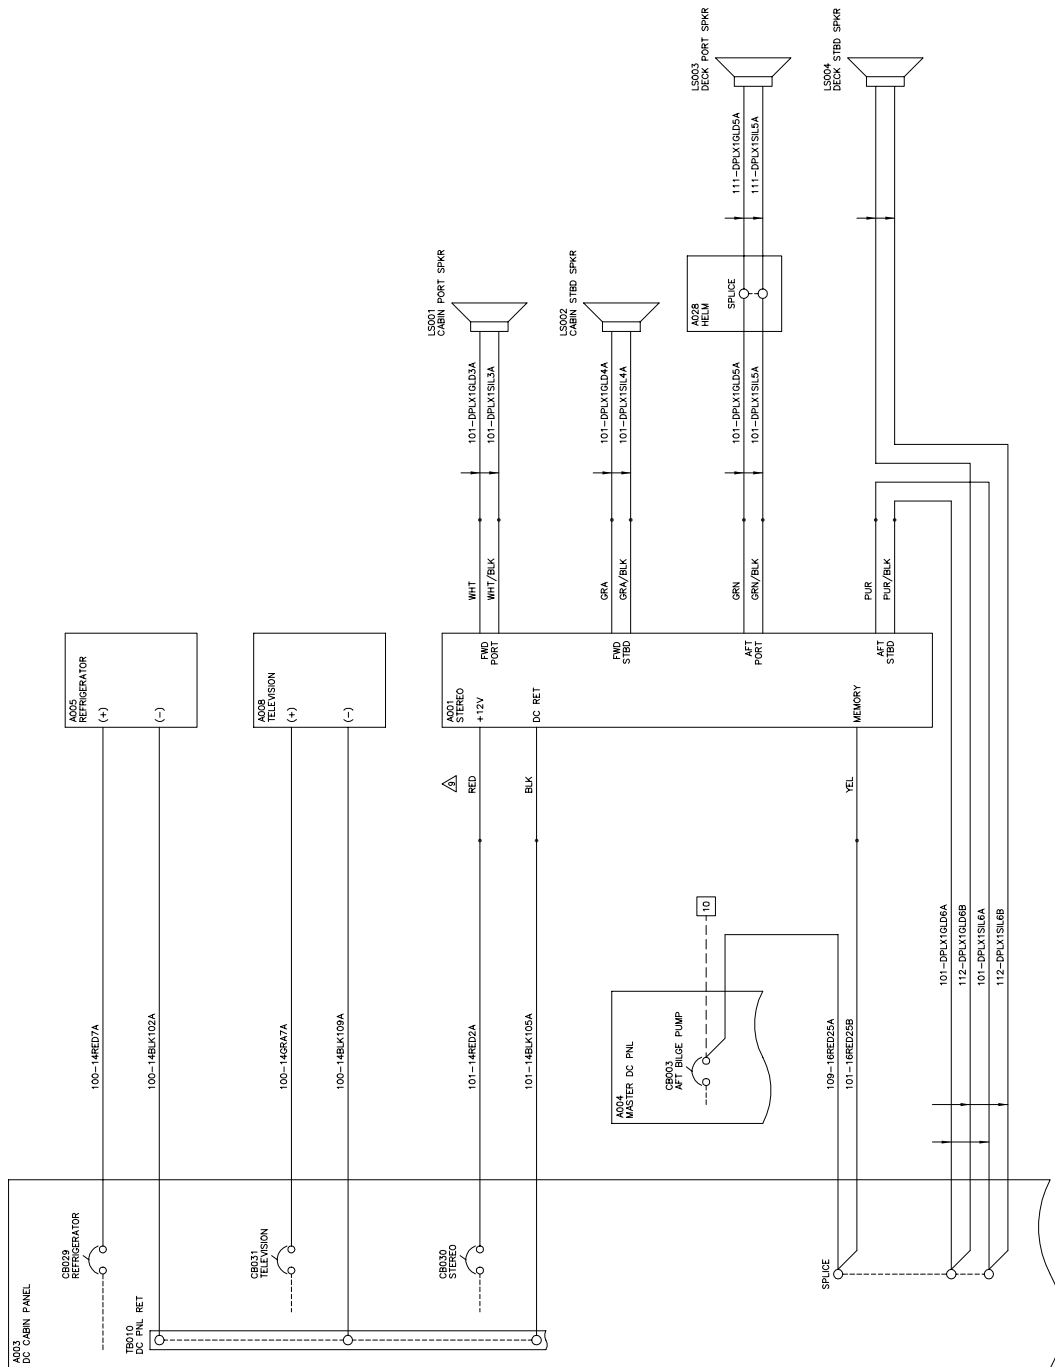 LS003
DECK PORT SPKR
LS004
DECK STBD SPKR
111-DPLX1GLD5A
111-DPLX1SIL5A
LS001
CABIN PORT SPKR
LS002
CABIN STBD SPKR
A028
HELM
SPLICE
101-DPLX1GLD3A
101-DPLX1SIL3A
101-DPLX1GLD4A
101-DPLX1SIL4A
101-DPLX1GLD5A
101-DPLX1SIL5A
WHT
WHT/BLK
GRA
GRA/BLK
GRN
GRN/BLK
PUR
PUR/BLK
A005
REFRIGERATOR
(+)
(-)
A008
TELEVISION
(+)
(-)
A001
STEREO
+12V
DC RET
MEMORY
FWD
PORT
FWD
STBD
AFT
PORT
AFT
STBD
9
RED
BLK
YEL
10
100-14RED7A
100-14BLK102A
100-14GRA7A
100-14BLK109A
101-14RED2A
101-14BLK105A
A004
MASTER DC PNL
CB003
AFT BILGE PUMP
109-16RED25A
101-16RED25B
101-DPLX1GLD6A
112-DPLX1GLD6B
101-DPLX1SIL6A
112-DPLX1SIL6B
A003
DC CABIN PANEL
CB029
REFRIGERATOR
TB010
DC PNL RET
CB031
TELEVISION
CB030
STEREO
SPLICE